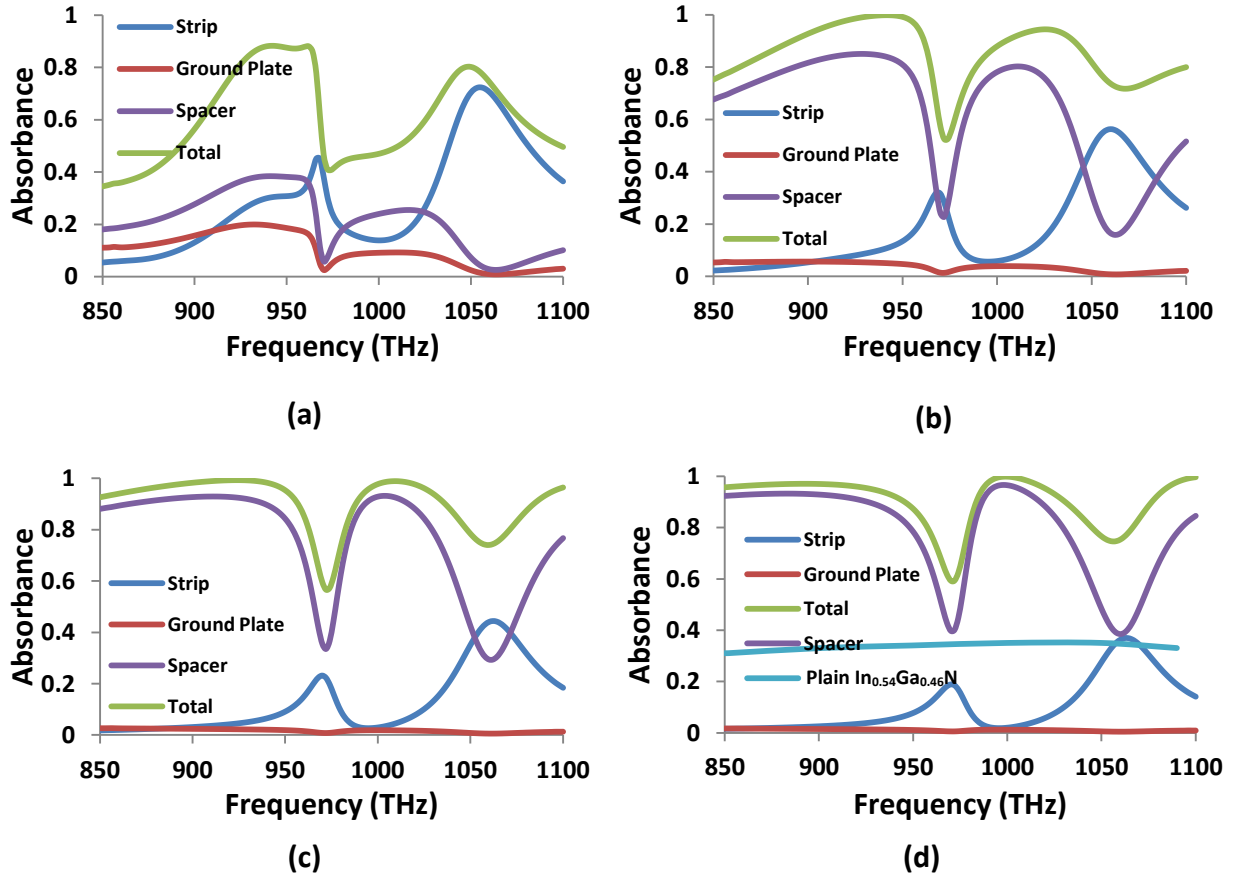 1
0.8
0.6
0.4
0.2
0
Absorbance
Strip
Ground Plate
Spacer
Total
850 900 950 1000 1050 1100
Frequency (THz)
(a)
1
0.8
0.6
0.4
0.2
0
Absorbance
Strip
Ground Plate
Spacer
Total
850 900 950 1000 1050 1100
Frequency (THz)
(b)
1
0.8
0.6
0.4
0.2
0
Absorbance
Strip
Ground Plate
Spacer
Total
850 900 950 1000 1050 1100
Frequency (THz)
(c)
1
0.8
0.6
0.4
0.2
0
Absorbance
Strip
Ground Plate
Total
Spacer
Plain In₀.₅₄Ga₀.₄₆N
850 900 950 1000 1050 1100
Frequency (THz)
(d)